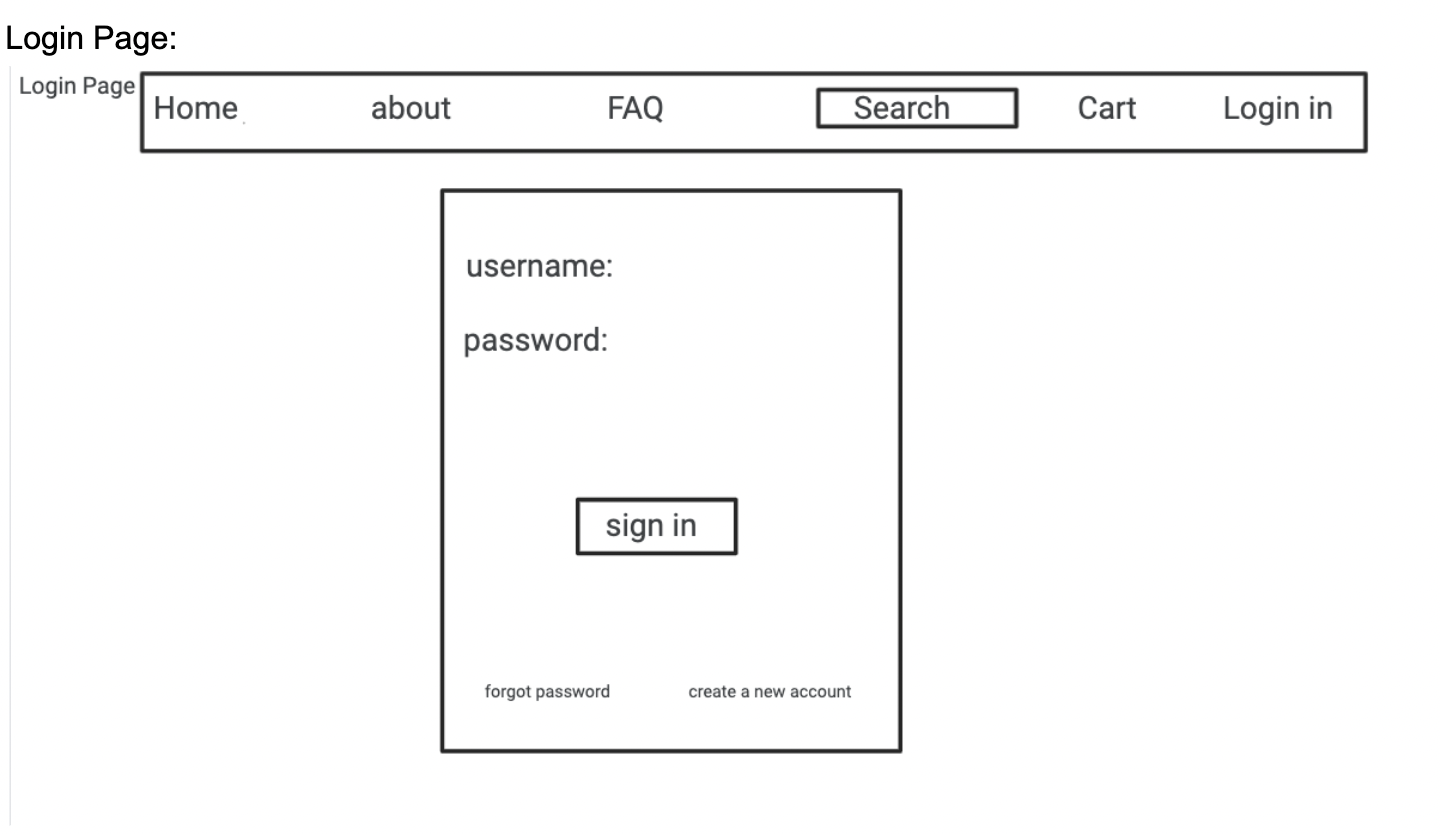 Login Page:
Login Page
Home about FAQ Search Cart Login in
username:
password:
sign in
forgot password create a new account